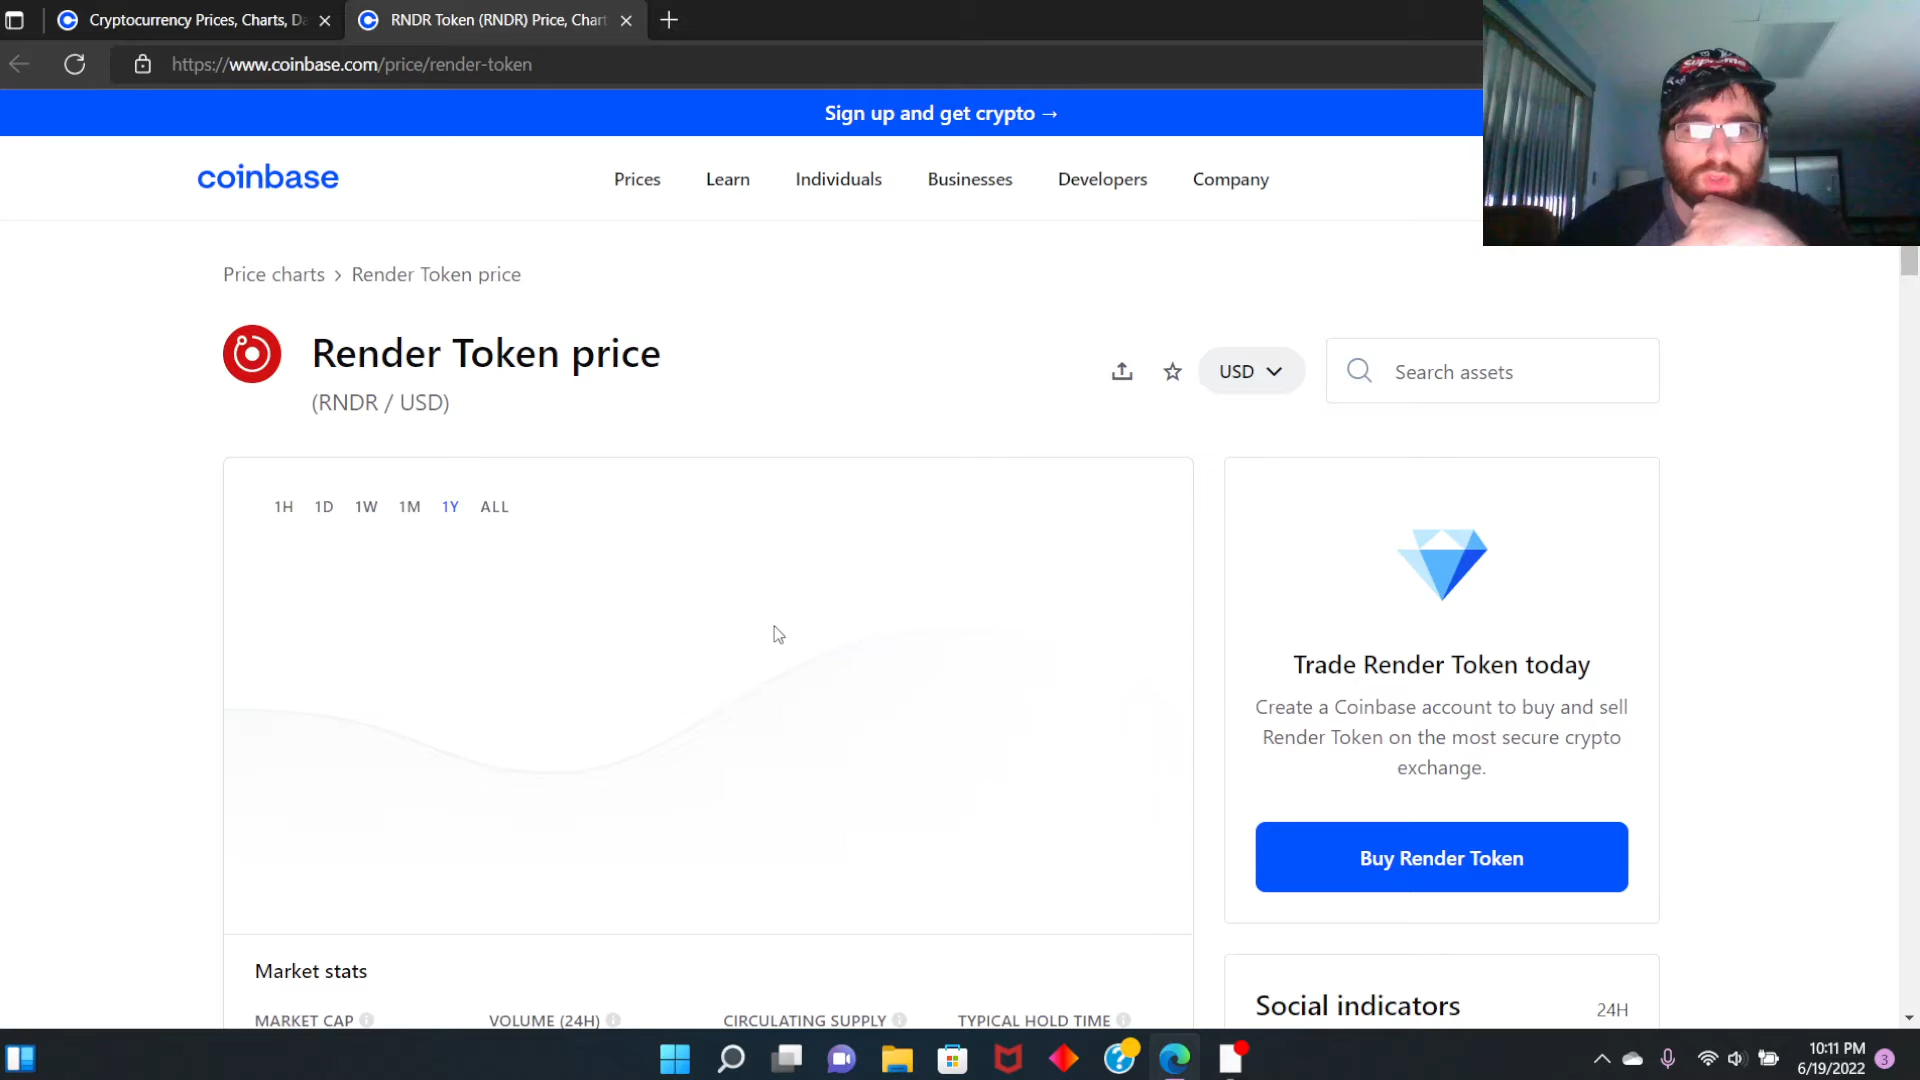 Cryptocurrency Prices, Charts, Da
RNDR Token (RNDR) Price, Chart
https://www.coinbase.com/price/render-token
Sign up and get crypto →
coinbase
Prices
Learn
Individuals
Businesses
Developers
Company
Price charts › Render Token price
Render Token price
(RNDR / USD)
USD
Search assets
1H 1D 1W 1M 1Y ALL
Trade Render Token today
Create a Coinbase account to buy and sell
Render Token on the most secure crypto
exchange.
Buy Render Token
Market stats
MARKET CAP
VOLUME (24H)
CIRCULATING SUPPLY
TYPICAL HOLD TIME
Social indicators
24H
Supreme
10:11 PM
6/19/2022
3